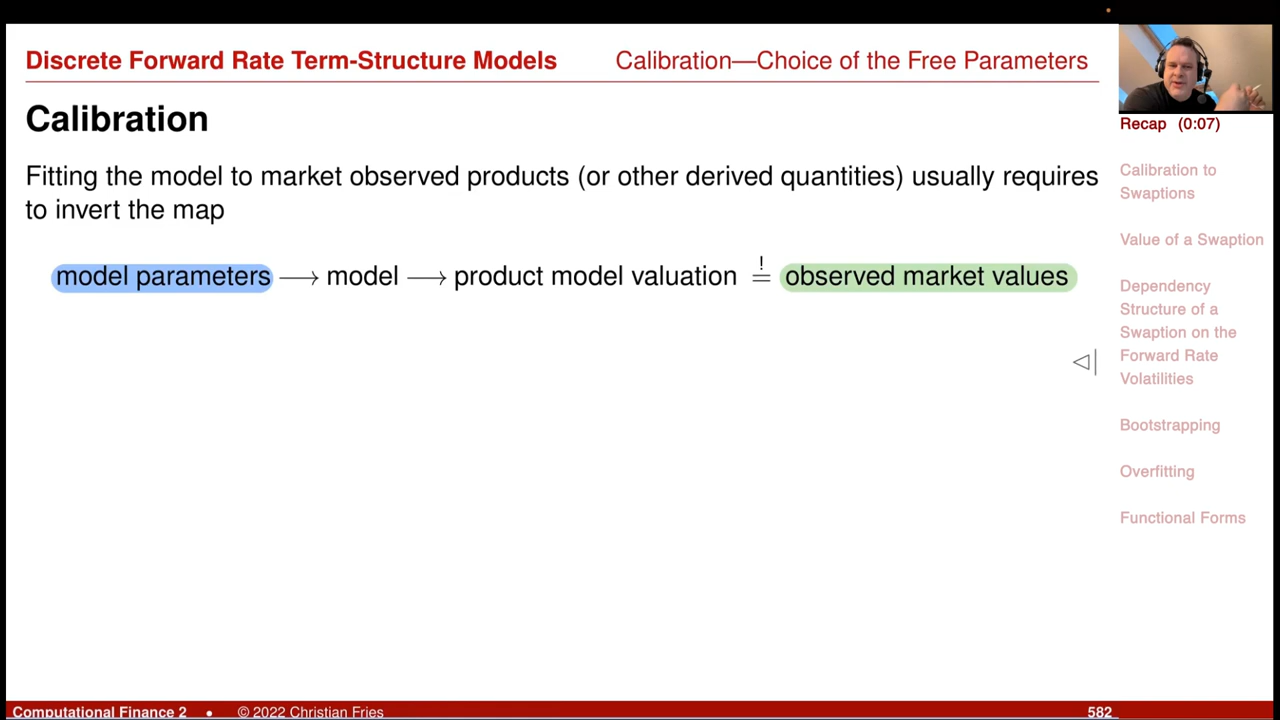 Discrete Forward Rate Term-Structure Models
Calibration—Choice of the Free Parameters
Calibration
Fitting the model to market observed products (or other derived quantities) usually requires
to invert the map
model parameters ⟶ model ⟶ product model valuation =! observed market values
Recap (0:07)
Calibration to
Swaptions
Value of a Swaption
Dependency
Structure of a
Swaption on the
Forward Rate
Volatilities
Bootstrapping
Overfitting
Functional Forms
Computational Finance 2 • © 2022 Christian Fries
582